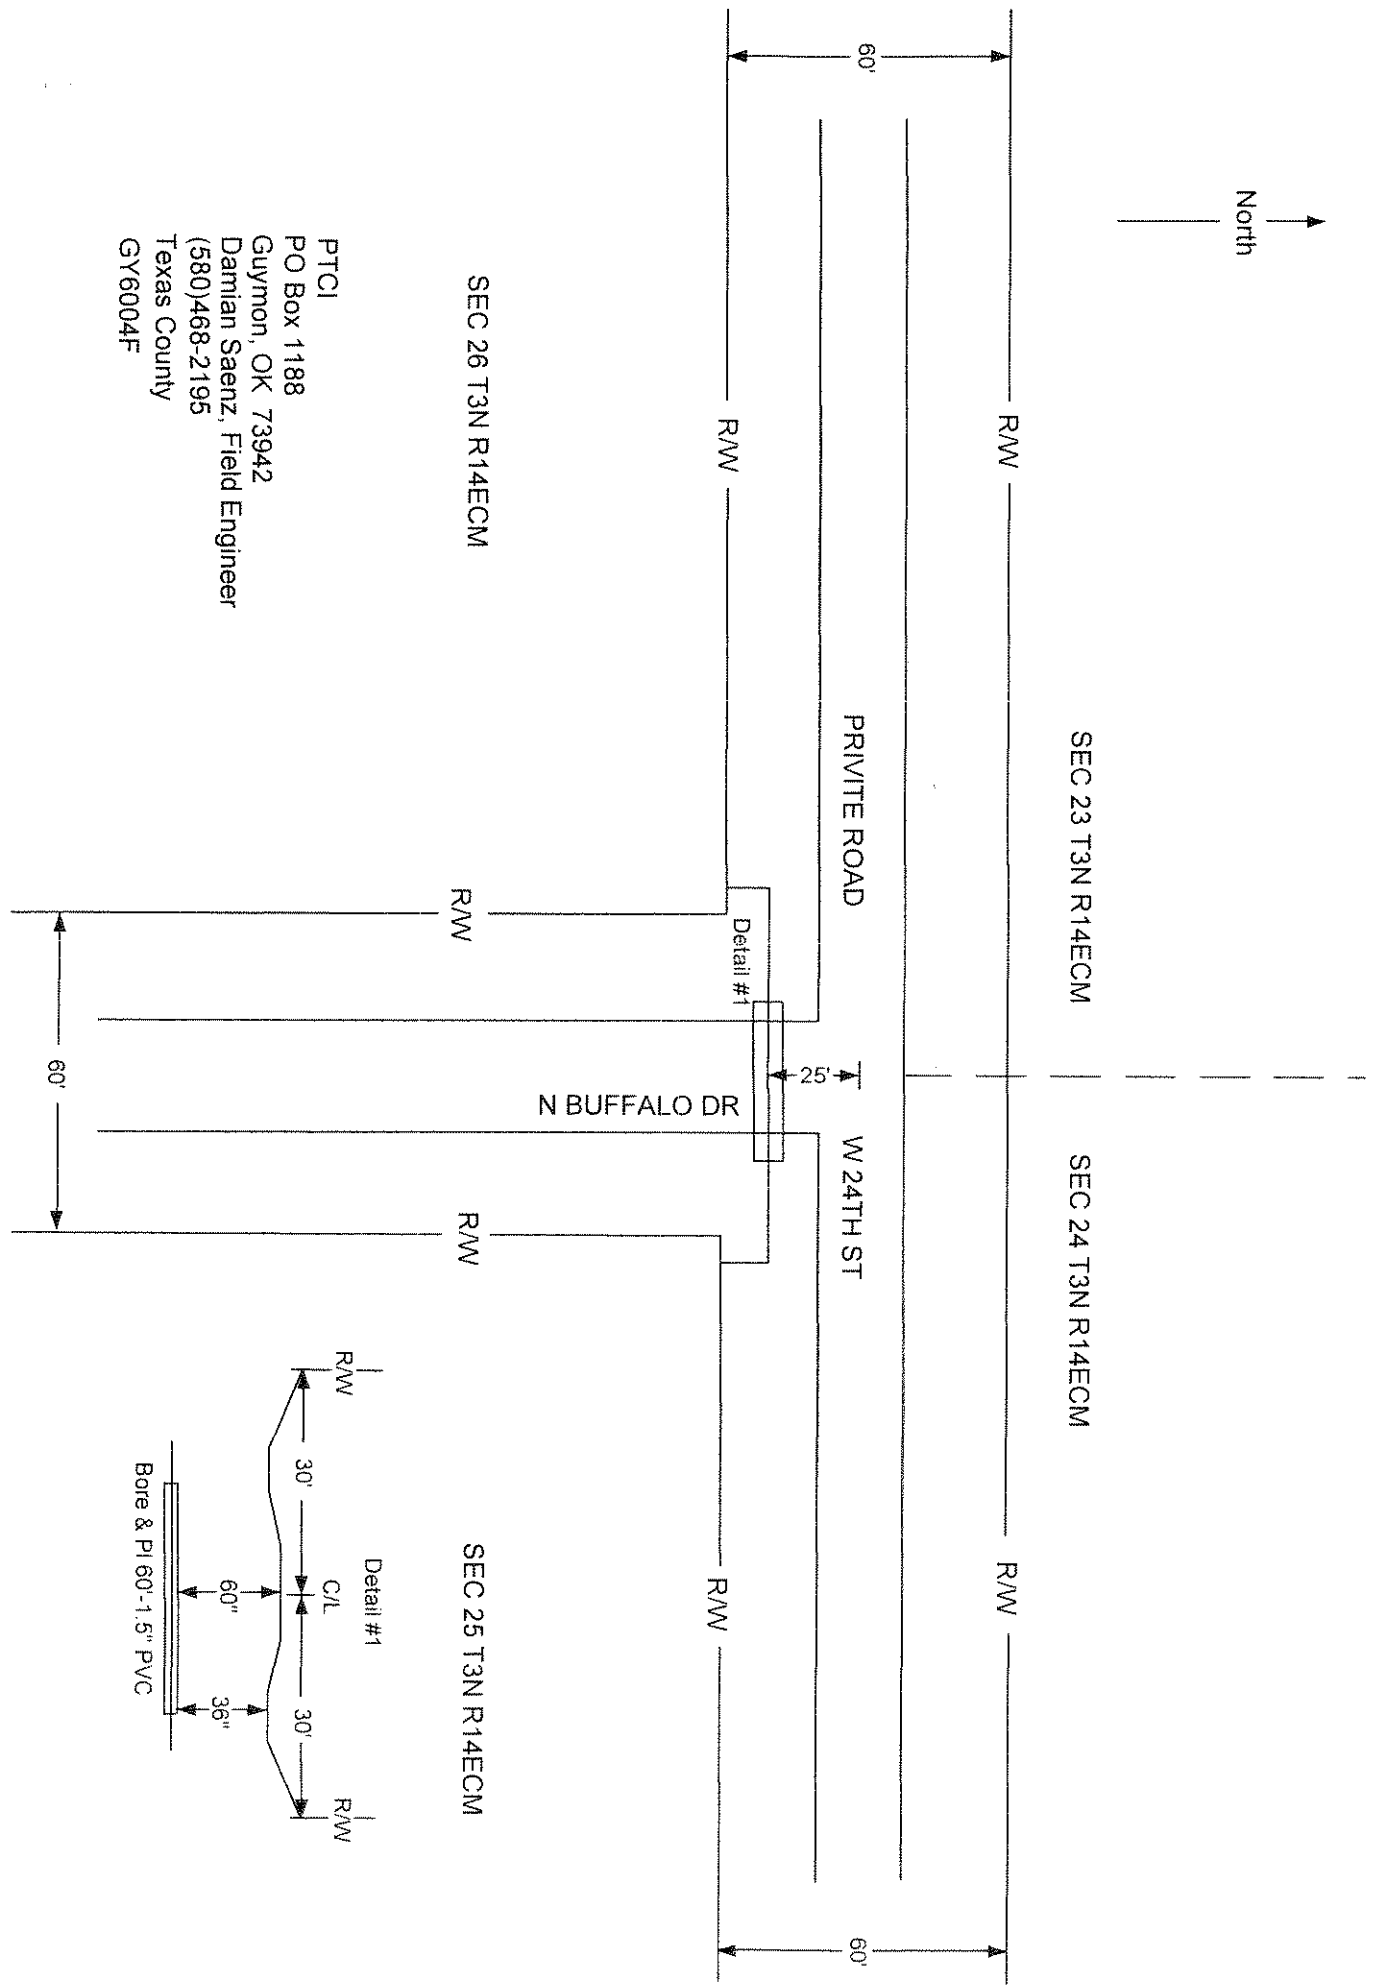 North
SEC 23 T3N R14ECM
SEC 24 T3N R14ECM
60'
R/W
R/W
PRIVITE ROAD
W 24TH ST
60'
25'
R/W
Detail #1
N BUFFALO DR
R/W
SEC 26 T3N R14ECM
R/W
R/W
SEC 25 T3N R14ECM
60'
PTCI
PO Box 1188
Guymon, OK 73942
Damian Saenz, Field Engineer
(580)468-2195
Texas County
GY6004F
Detail #1
R/W
C/L
R/W
30'
30'
60"
36"
Bore & Pl 60'-1.5" PVC